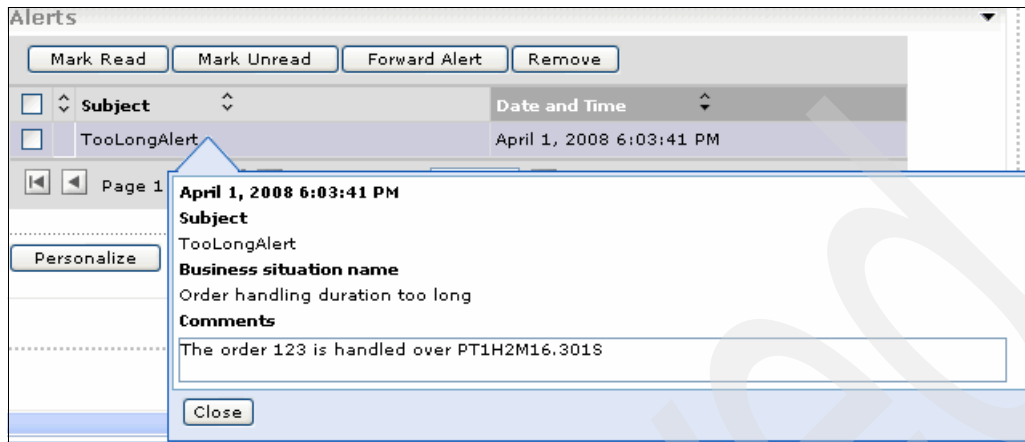 Alerts
Mark Read Mark Unread Forward Alert Remove
Subject Date and Time
TooLongAlert April 1, 2008 6:03:41 PM
Page 1
April 1, 2008 6:03:41 PM
Subject
TooLongAlert
Personalize
Business situation name
Order handling duration too long
Comments
The order 123 is handled over PT1H2M16.301S
Close